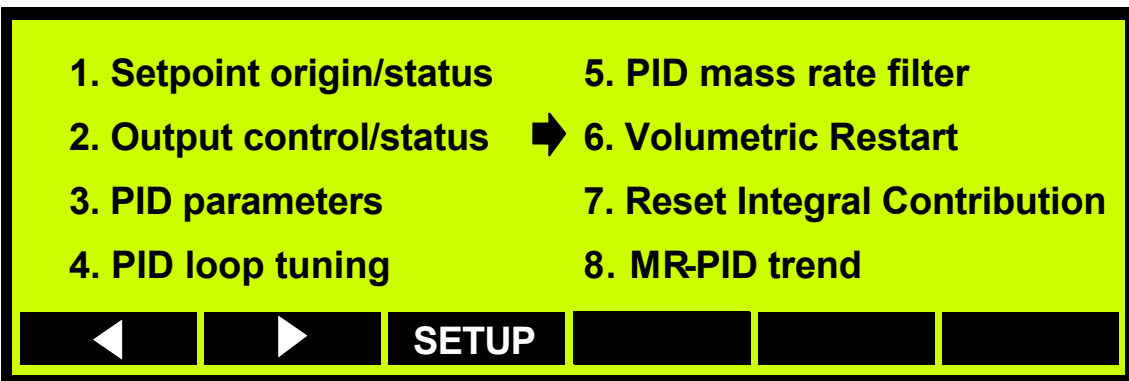 1. Setpoint origin/status
2. Output control/status
3. PID parameters
4. PID loop tuning
5. PID mass rate filter
6. Volumetric Restart
7. Reset Integral Contribution
8. MR-PID trend
SETUP